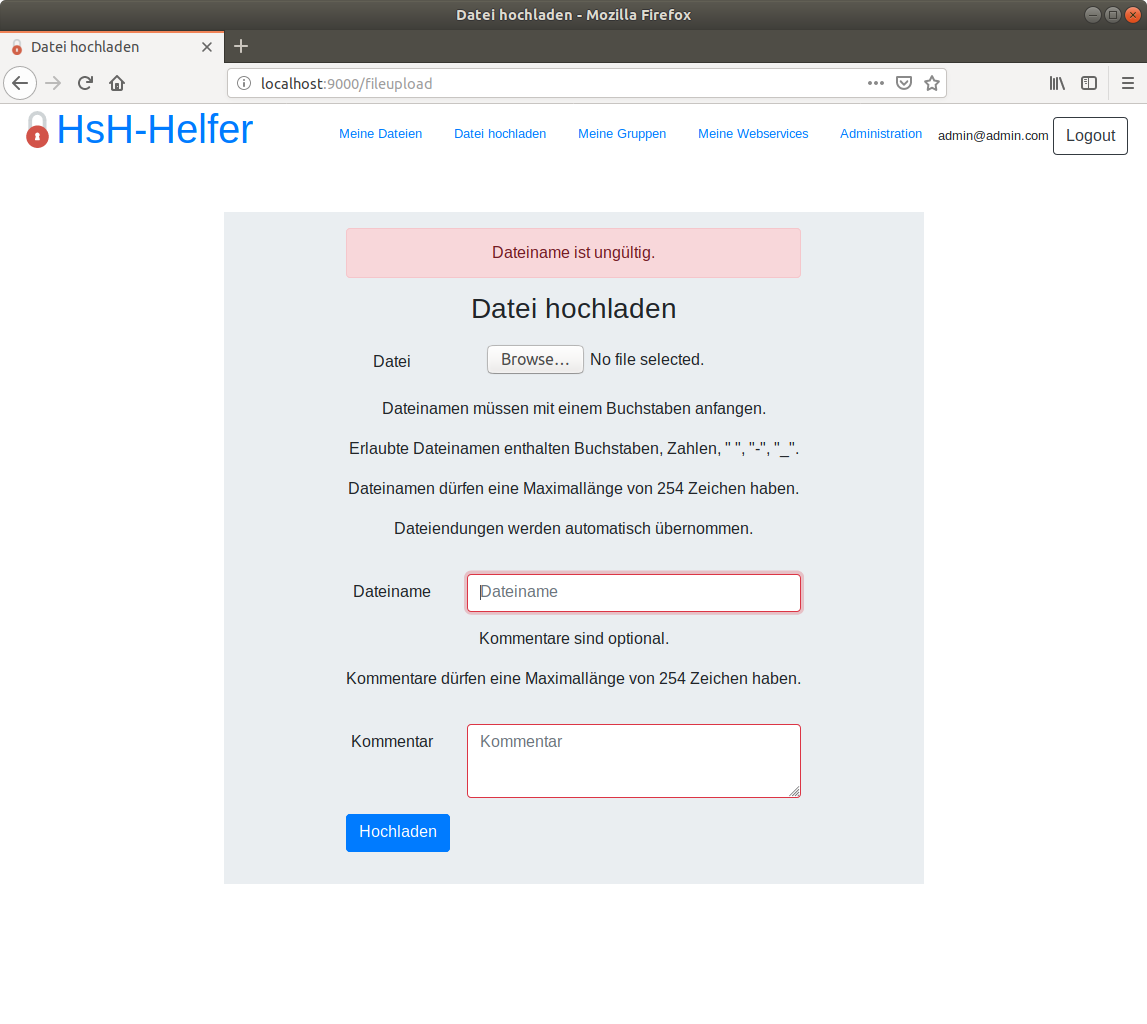 Datei hochladen - Mozilla Firefox
Datei hochladen
localhost:9000/fileupload
HsH-Helfer
Meine Dateien Datei hochladen Meine Gruppen Meine Webservices Administration admin@admin.com Logout
Dateiname ist ungültig.
Datei hochladen
Datei Browse... No file selected.
Dateinamen müssen mit einem Buchstaben anfangen.
Erlaubte Dateinamen enthalten Buchstaben, Zahlen, " ", "-", "_".
Dateinamen dürfen eine Maximallänge von 254 Zeichen haben.
Dateiendungen werden automatisch übernommen.
Dateiname Dateiname
Kommentare sind optional.
Kommentare dürfen eine Maximallänge von 254 Zeichen haben.
Kommentar Kommentar
Hochladen